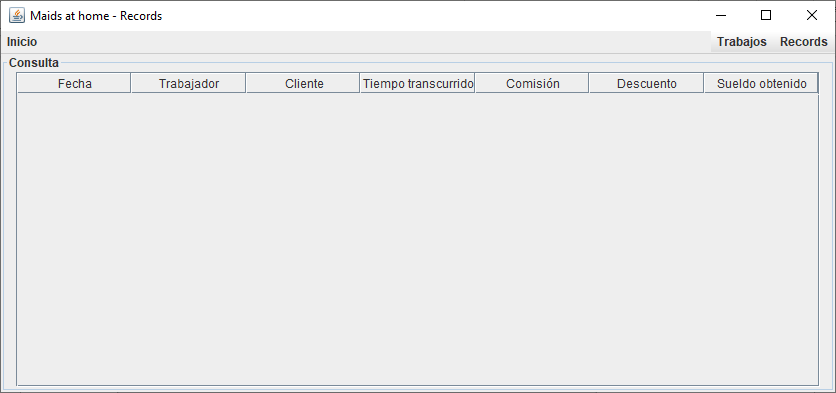 Maids at home - Records
Inicio Trabajos Records
Consulta
Fecha Trabajador Cliente Tiempo transcurrido Comisión Descuento Sueldo obtenido